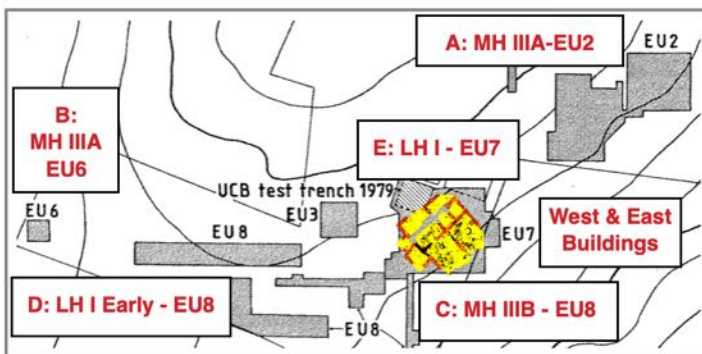 A: MH IIIA-EU2
EU2
B:
MH IIIA
EU6
E: LH I - EU7
UCB test trench 1979
EU6
EU3
EU8
EU7
West & East
Buildings
D: LH I Early - EU8
EU8
C: MH IIIB - EU8